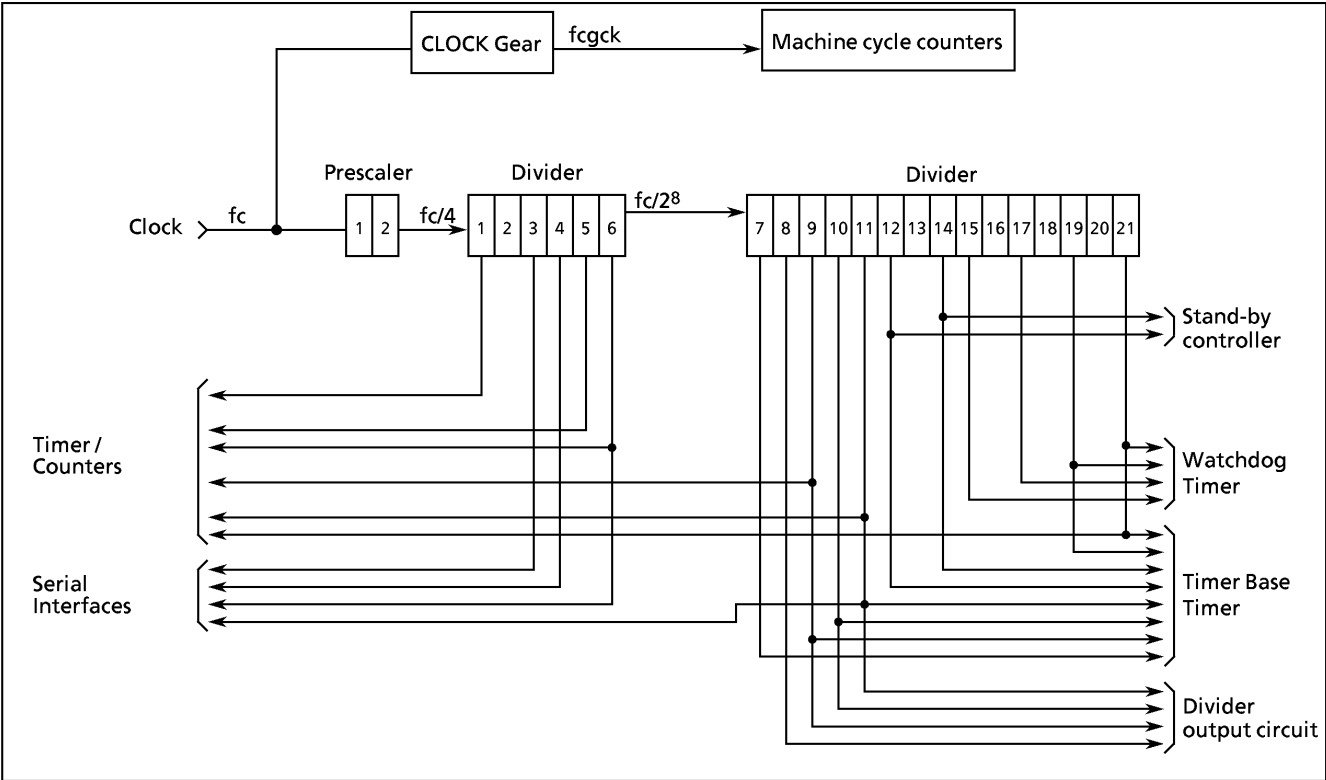 CLOCK Gear
fcgck
Machine cycle counters
Prescaler
Divider
Divider
Clock
fc
1 2
fc/4
1 2 3 4 5 6
fc/2⁸
7 8 9 10 11 12 13 14 15 16 17 18 19 20 21
Stand-by
controller
Timer /
Counters
Watchdog
Timer
Serial
Interfaces
Timer Base
Timer
Divider
output circuit